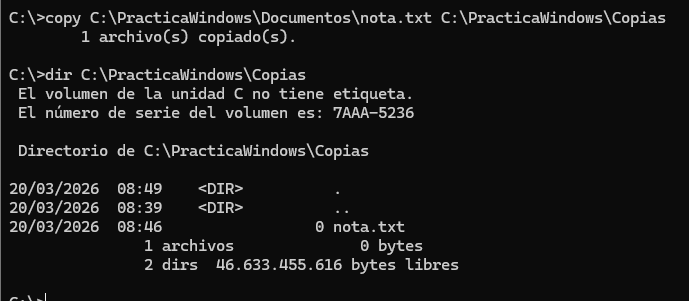 C:\>copy C:\PracticaWindows\Documentos\nota.txt C:\PracticaWindows\Copias
        1 archivo(s) copiado(s).
C:\>dir C:\PracticaWindows\Copias
 El volumen de la unidad C no tiene etiqueta.
 El número de serie del volumen es: 7AAA-5236
 Directorio de C:\PracticaWindows\Copias
20/03/2026  08:49    <DIR>          .
20/03/2026  08:39    <DIR>          ..
20/03/2026  08:46                 0 nota.txt
               1 archivos              0 bytes
               2 dirs  46.633.455.616 bytes libres
C:\>